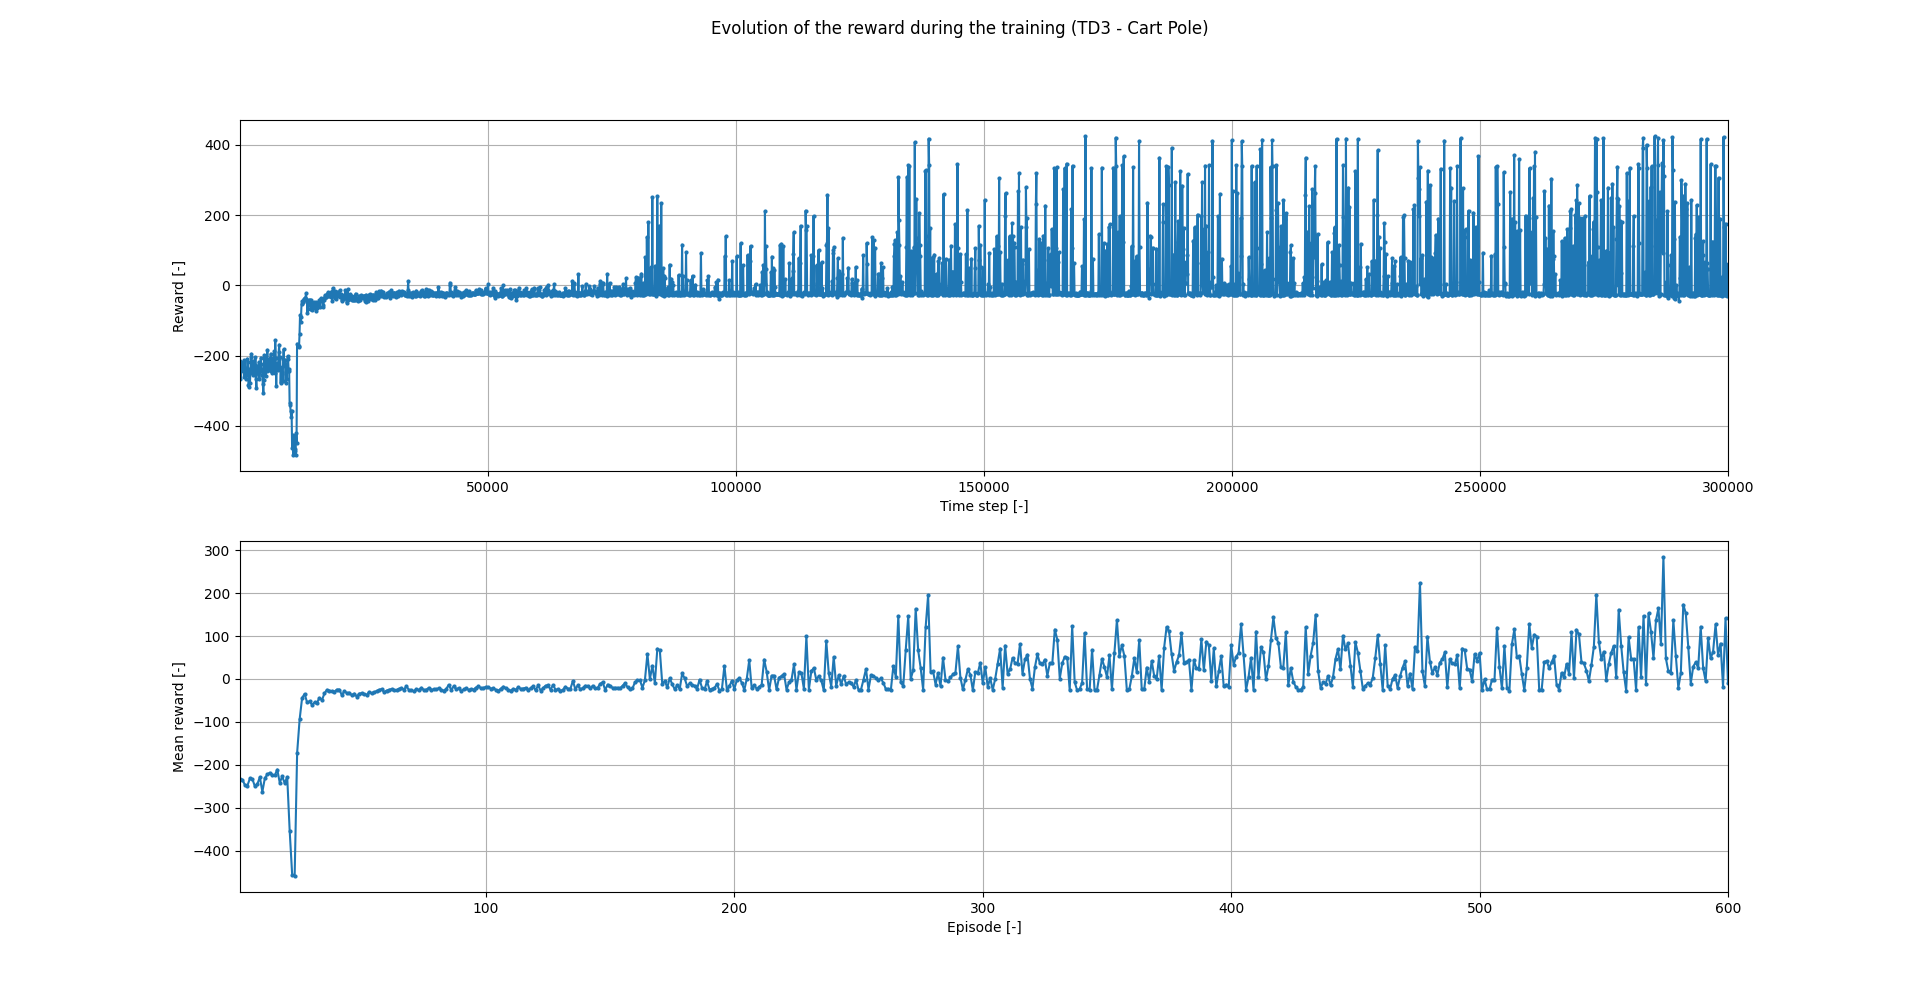 Evolution of the reward during the training (TD3 - Cart Pole)
400
200
0
−200
−400
Reward [-]
50000 100000 150000 200000 250000 300000
Time step [-]
300
200
100
0
−100
−200
−300
−400
Mean reward [-]
100 200 300 400 500 600
Episode [-]